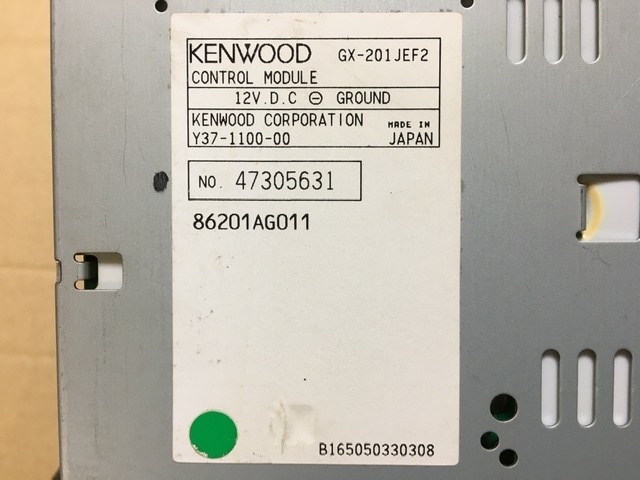 KENWOOD GX-201JEF2
CONTROL MODULE
12V.D.C ⊖ GROUND
KENWOOD CORPORATION MADE IN
Y37-1100-00 JAPAN
NO. 47305631
86201AG011
B165050330308